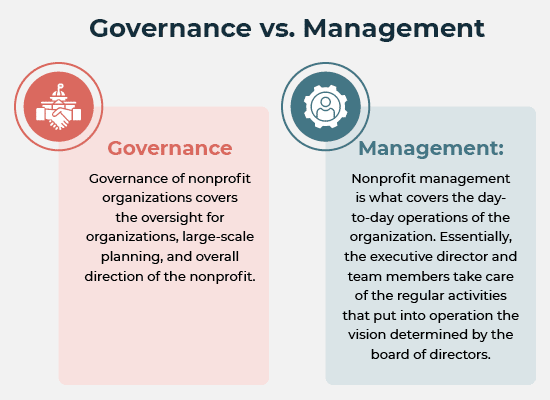 Governance vs. Management
Governance
Governance of nonprofit
organizations covers
the oversight for
organizations, large-scale
planning, and overall
direction of the nonprofit.
Management:
Nonprofit management
is what covers the day-
to-day operations of the
organization. Essentially,
the executive director and
team members take care
of the regular activities
that put into operation the
vision determined by the
board of directors.